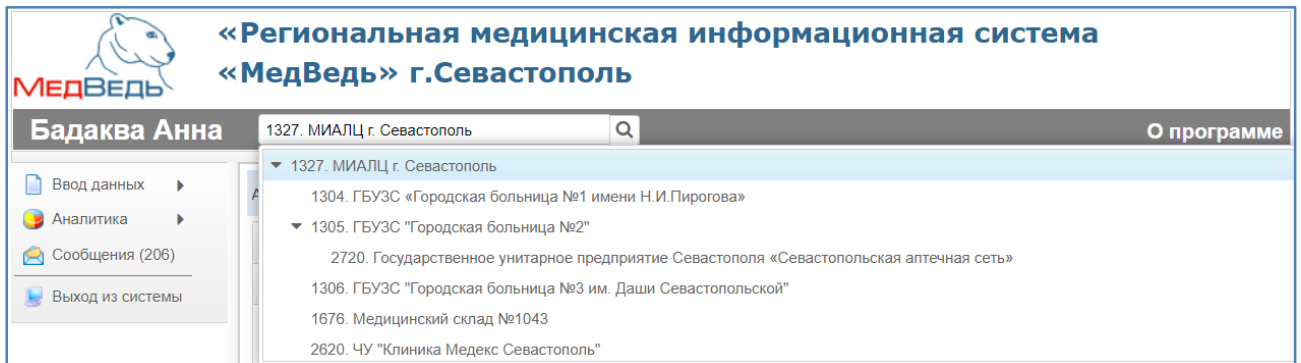 «Региональная медицинская информационная система
«МедВедь» г.Севастополь
МЕДВЕДЬ
Бадаква Анна
1327. МИАЛЦ г. Севастополь
О программе
Ввод данных
Аналитика
Сообщения (206)
Выход из системы
1327. МИАЛЦ г. Севастополь
1304. ГБУЗС «Городская больница №1 имени Н.И.Пирогова»
1305. ГБУЗС "Городская больница №2"
2720. Государственное унитарное предприятие Севастополя «Севастопольская аптечная сеть»
1306. ГБУЗС "Городская больница №3 им. Даши Севастопольской"
1676. Медицинский склад №1043
2620. ЧУ "Клиника Медекс Севастополь"